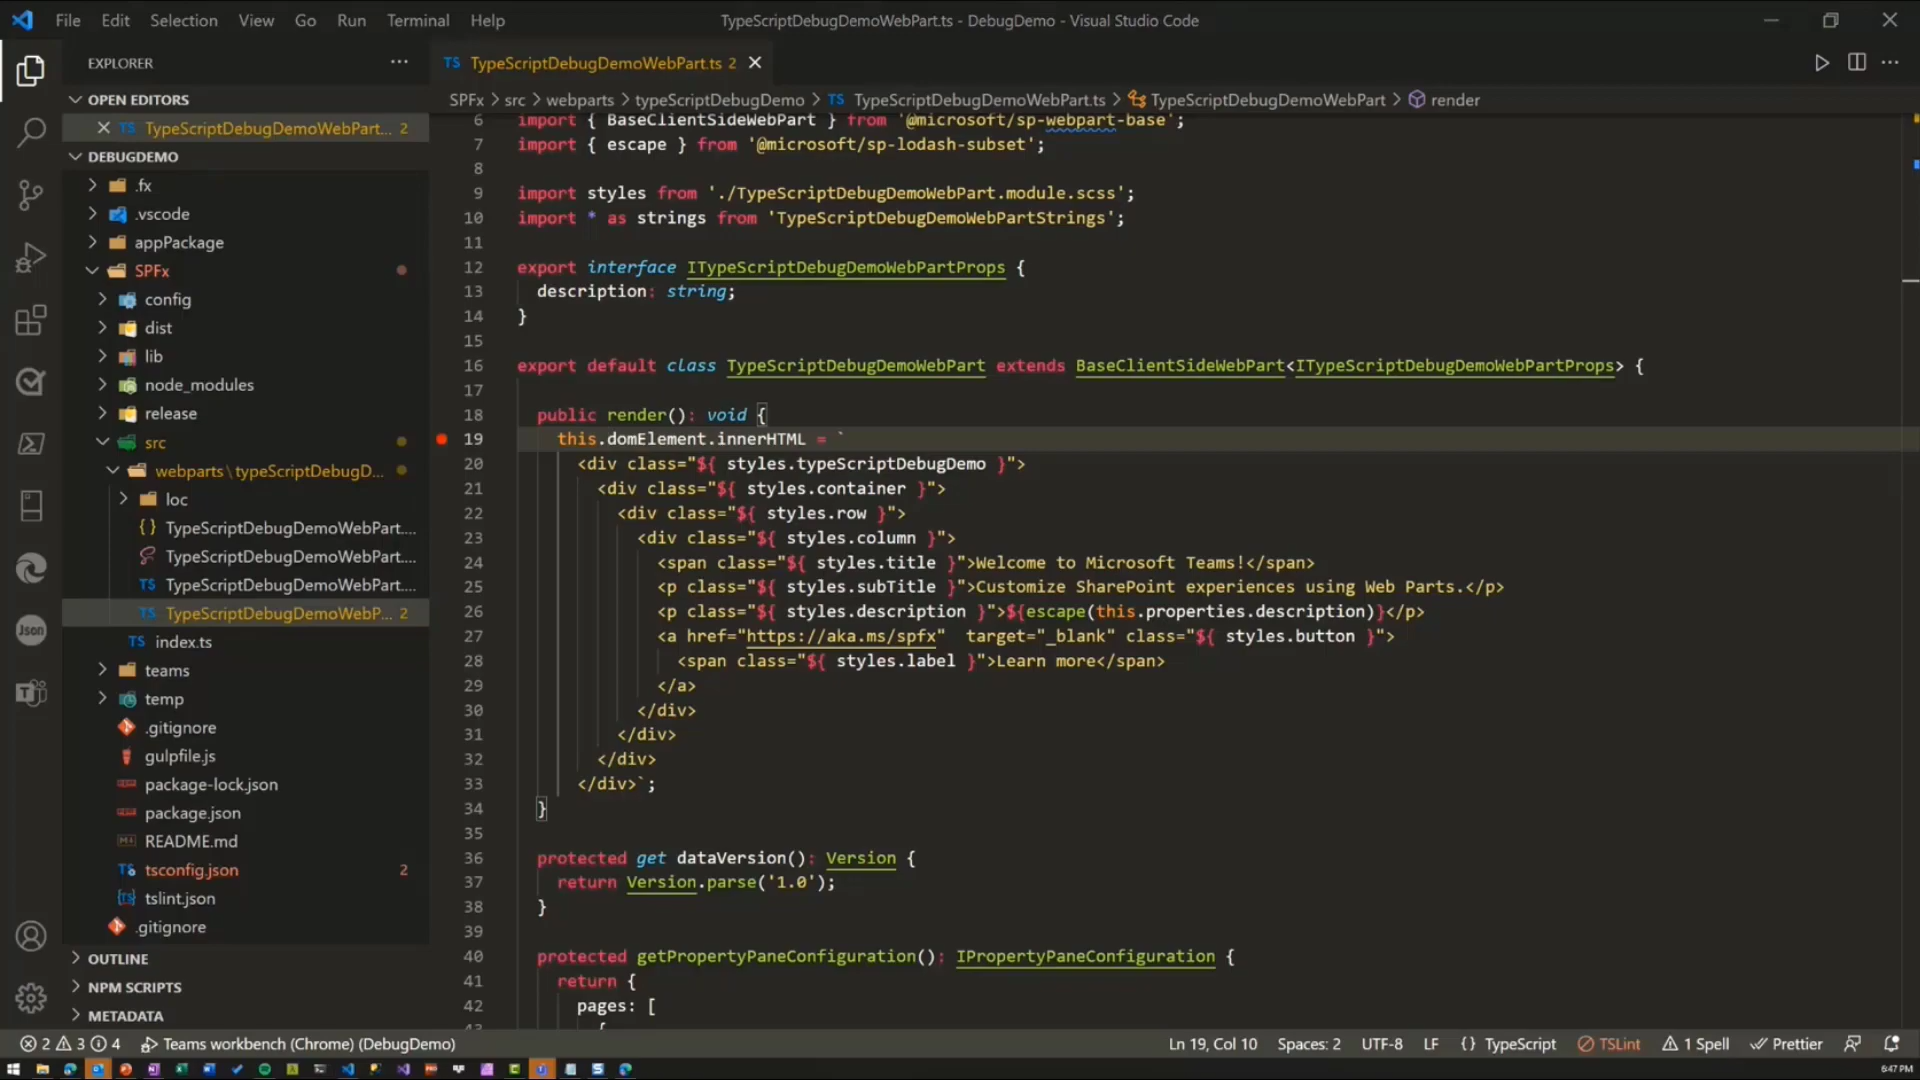 File Edit Selection View Go Run Terminal Help
TypeScriptDebugDemoWebPart.ts - DebugDemo - Visual Studio Code
EXPLORER
OPEN EDITORS
TS TypeScriptDebugDemoWebPart... 2
DEBUGDEMO
.fx
.vscode
appPackage
SPFx
config
dist
lib
node_modules
release
src
webparts\typeScriptDebugD...
loc
{} TypeScriptDebugDemoWebPart....
TypeScriptDebugDemoWebPart....
TS TypeScriptDebugDemoWebPart....
TS TypeScriptDebugDemoWebP... 2
TS index.ts
teams
temp
.gitignore
gulpfile.js
package-lock.json
package.json
README.md
tsconfig.json 2
tslint.json
.gitignore
OUTLINE
NPM SCRIPTS
METADATA
Json
TS TypeScriptDebugDemoWebPart.ts 2
SPFx > src > webparts > typeScriptDebugDemo > TS TypeScriptDebugDemoWebPart.ts > TypeScriptDebugDemoWebPart > render
6 import { BaseClientSideWebPart } from '@microsoft/sp-webpart-base';
7 import { escape } from '@microsoft/sp-lodash-subset';
8
9 import styles from './TypeScriptDebugDemoWebPart.module.scss';
10 import * as strings from 'TypeScriptDebugDemoWebPartStrings';
11
12 export interface ITypeScriptDebugDemoWebPartProps {
13 description: string;
14 }
15
16 export default class TypeScriptDebugDemoWebPart extends BaseClientSideWebPart<ITypeScriptDebugDemoWebPartProps> {
17
18 public render(): void {
19 this.domElement.innerHTML = `
20 <div class="${ styles.typeScriptDebugDemo }">
21 <div class="${ styles.container }">
22 <div class="${ styles.row }">
23 <div class="${ styles.column }">
24 <span class="${ styles.title }">Welcome to Microsoft Teams!</span>
25 <p class="${ styles.subTitle }">Customize SharePoint experiences using Web Parts.</p>
26 <p class="${ styles.description }">${escape(this.properties.description)}</p>
27 <a href="https://aka.ms/spfx" target="_blank" class="${ styles.button }">
28 <span class="${ styles.label }">Learn more</span>
29 </a>
30 </div>
31 </div>
32 </div>
33 </div>`;
34 }
35
36 protected get dataVersion(): Version {
37 return Version.parse('1.0');
38 }
39
40 protected getPropertyPaneConfiguration(): IPropertyPaneConfiguration {
41 return {
42 pages: [
2 3 4 Teams workbench (Chrome) (DebugDemo)
Ln 19, Col 10 Spaces: 2 UTF-8 LF {} TypeScript TSLint 1 Spell Prettier
6:47 PM